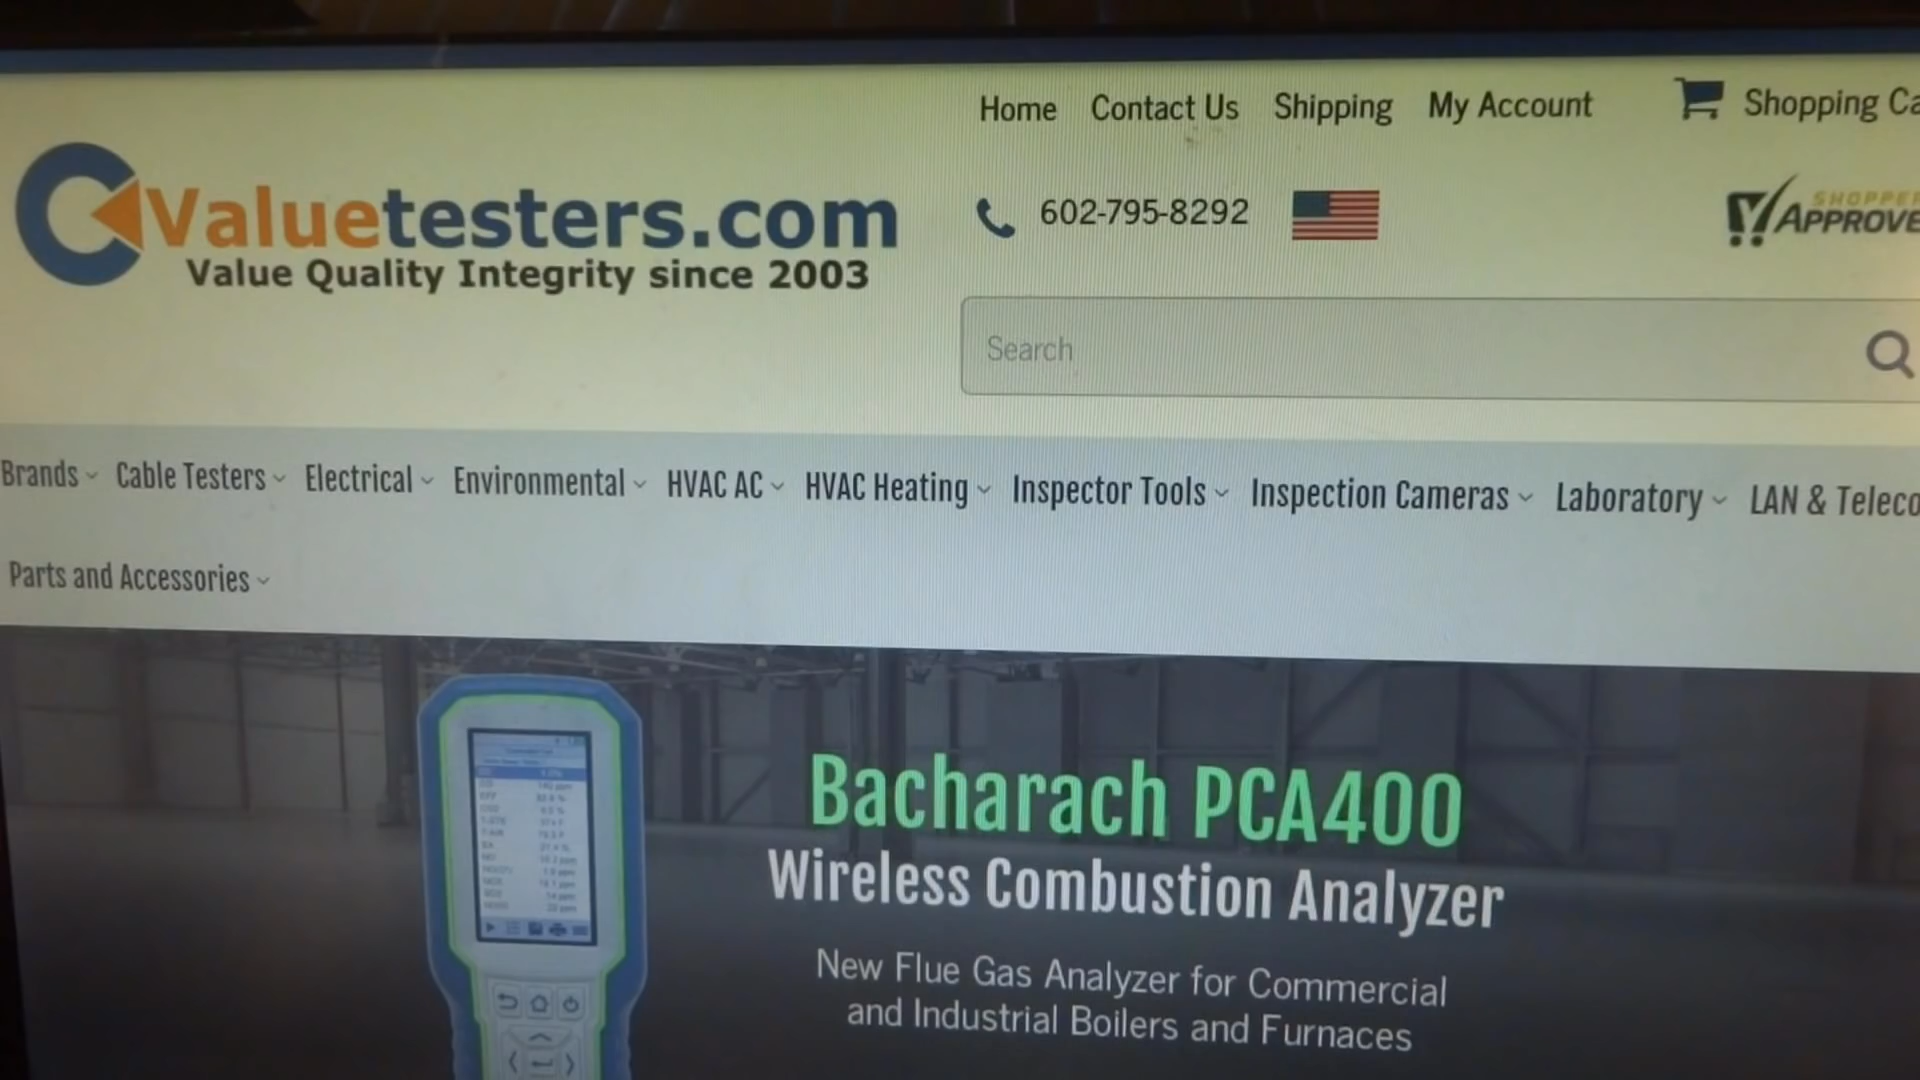 Home Contact Us Shipping My Account Shopping
Valuetesters.com
Value Quality Integrity since 2003
602-795-8292
APPROVE
Search
Brands Cable Testers Electrical Environmental HVAC AC HVAC Heating Inspector Tools Inspection Cameras Laboratory LAN &
Parts and Accessories
Bacharach PCA400
Wireless Combustion Analyzer
New Flue Gas Analyzer for Commercial
and Industrial Boilers and Furnaces